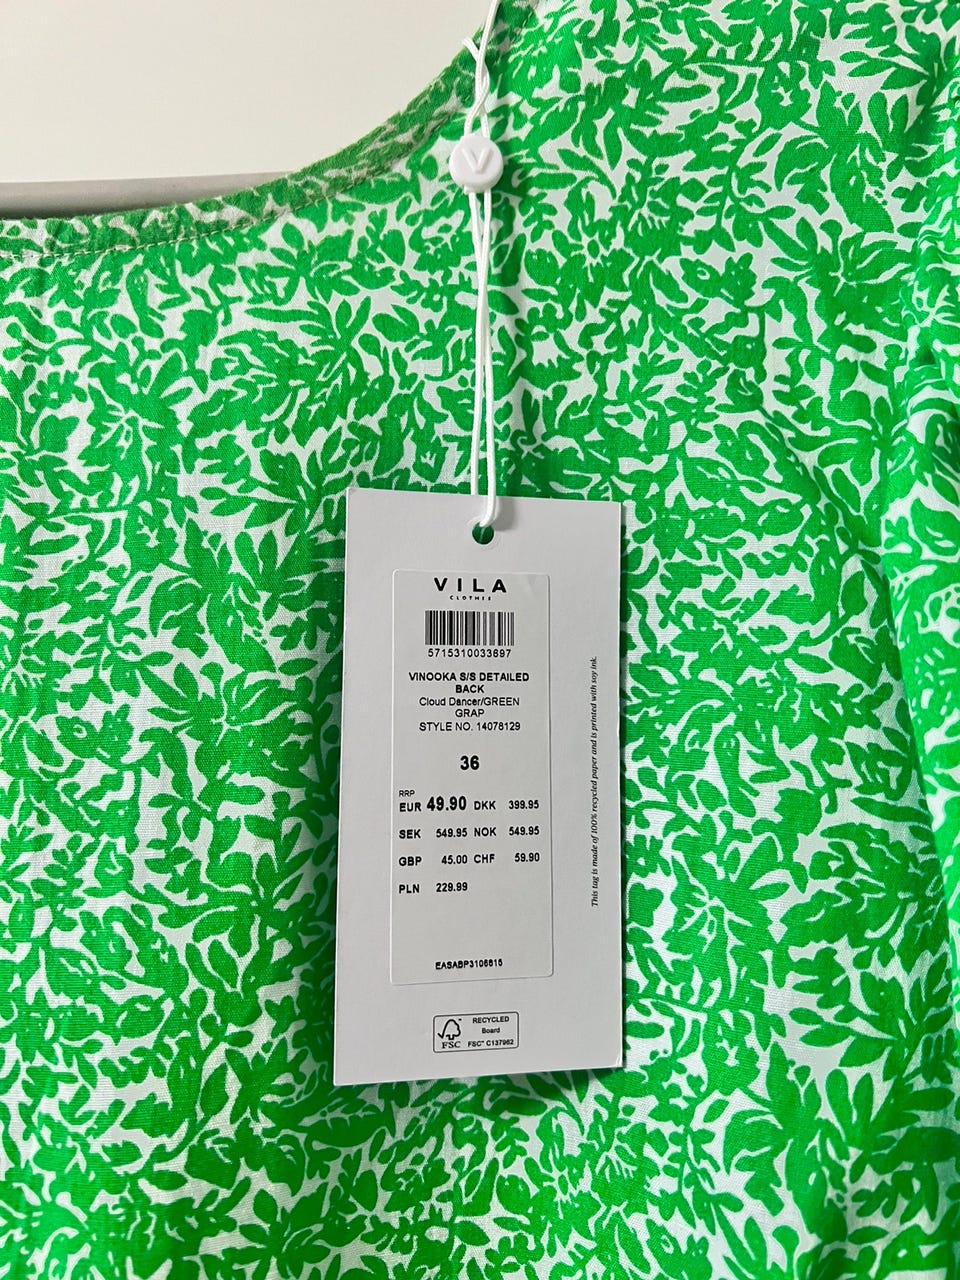 V
VILA
CLOTHES
5715310033697
VINOOKA S/S DETAILED
BACK
Cloud Dancer/GREEN
GRAP
STYLE NO. 14078129
36
RRP
EUR 49.90 DKK 399.95
SEK 549.95 NOK 549.95
GBP 45.00 CHF 59.90
PLN 229.99
EASABP3106815
FSC
RECYCLED
Board
FSC™ C137962
This tag is made of 100% recycled paper and is printed with soy ink.